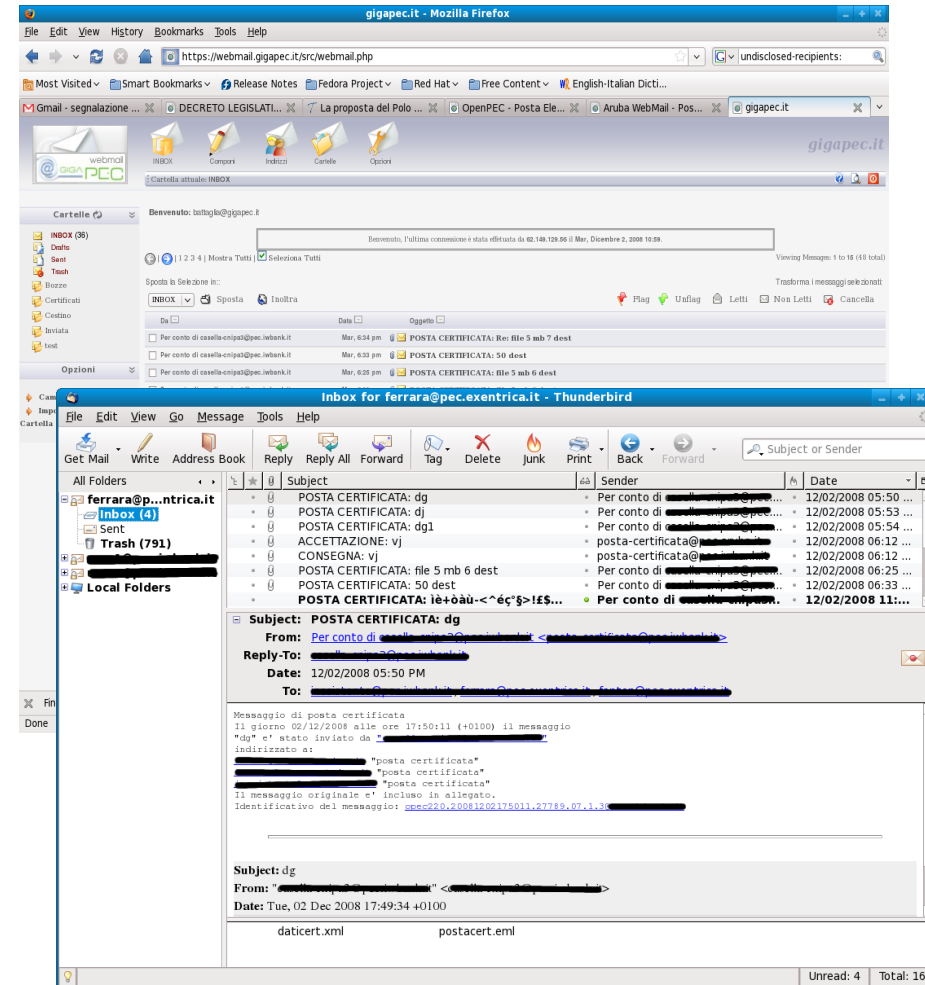 gigapec.it - Mozilla Firefox
File Edit View History Bookmarks Tools Help
https://webmail.gigapec.it/src/webmail.php
undisclosed-recipients:
Most Visited Smart Bookmarks Release Notes Fedora Project Red Hat Free Content English-Italian Dicti...
Gmail - segnalazione ... DECRETO LEGISLATI... La proposta del Polo ... OpenPEC - Posta Ele... Aruba WebMail - Pos... gigapec.it
webmail
GIGA PEC
INBOX Componi Indirizzi Cartelle Opzioni
gigapec.it
Cartella attuale: INBOX
Cartelle
Benvenuto: battaglia@gigapec.it
INBOX (36)
Drafts
Sent
Trash
Bozze
Certificati
Cestino
Inviata
test
Opzioni
Benvenuto, l'ultima connessione è stata effettuata da 62.149.129.56 il Mar, Dicembre 2, 2008 10:59.
1 2 3 4 | Mostra Tutti | Seleziona Tutti
Viewing Messages: 1 to 15 (48 total)
Sposta la Selezione in::
Trasforma i messaggi selezionati:
INBOX Sposta Inoltra
Flag Unflag Letti Non Letti Cancella
Da Data Oggetto
Per conto di casella-cnipa3@pec.iwbank.it Mar, 6:34 pm POSTA CERTIFICATA: Re: file 5 mb 7 dest
Per conto di casella-cnipa3@pec.iwbank.it Mar, 6:33 pm POSTA CERTIFICATA: 50 dest
Per conto di casella-cnipa3@pec.iwbank.it Mar, 6:25 pm POSTA CERTIFICATA: file 5 mb 6 dest
Cam
Impo
Cartella
Fin
Done
Inbox for ferrara@pec.exentrica.it - Thunderbird
File Edit View Go Message Tools Help
Get Mail Write Address Book Reply Reply All Forward Tag Delete Junk Print Back Forward
Subject or Sender
All Folders
Subject Sender Date
ferrara@p...ntrica.it
Inbox (4)
Sent
Trash (791)
Local Folders
POSTA CERTIFICATA: dg Per conto di 12/02/2008 05:50 ...
POSTA CERTIFICATA: dj Per conto di 12/02/2008 05:53 ...
POSTA CERTIFICATA: dg1 Per conto di 12/02/2008 05:54 ...
ACCETTAZIONE: vj posta-certificata@ 12/02/2008 06:12 ...
CONSEGNA: vj posta-certificata@ 12/02/2008 06:12 ...
POSTA CERTIFICATA: file 5 mb 6 dest Per conto di 12/02/2008 06:25 ...
POSTA CERTIFICATA: 50 dest Per conto di 12/02/2008 06:33 ...
POSTA CERTIFICATA: ìè+òàù-<^éç°§>!£$... Per conto di 12/02/2008 11:...
Subject: POSTA CERTIFICATA: dg
From: Per conto di
Reply-To:
Date: 12/02/2008 05:50 PM
To:
Messaggio di posta certificata
Il giorno 02/12/2008 alle ore 17:50:11 (+0100) il messaggio
"dg" e' stato inviato da "
indirizzato a:
"posta certificata"
"posta certificata"
"posta certificata"
Il messaggio originale e' incluso in allegato.
Identificativo del messaggio: opec220.20081202175011.27789.07.1.3@
Subject: dg
From: "
Date: Tue, 02 Dec 2008 17:49:34 +0100
daticert.xml postacert.eml
Unread: 4 Total: 16